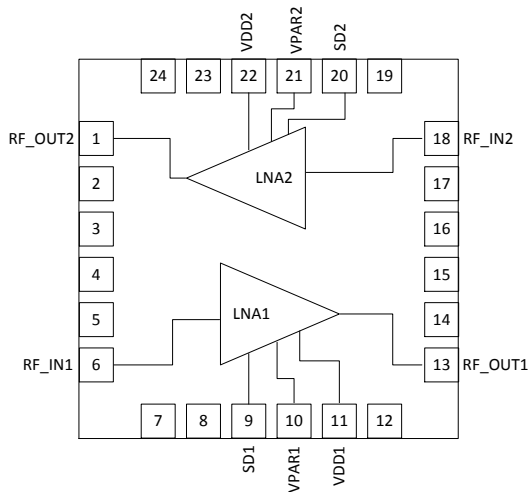 VDD2 VPAR2 SD2
24 23 22 21 20 19
RF_OUT2 1 18 RF_IN2
LNA2
2 17
3 16
4 15
LNA1
5 14
RF_IN1 6 13 RF_OUT1
7 8 9 10 11 12
SD1 VPAR1 VDD1